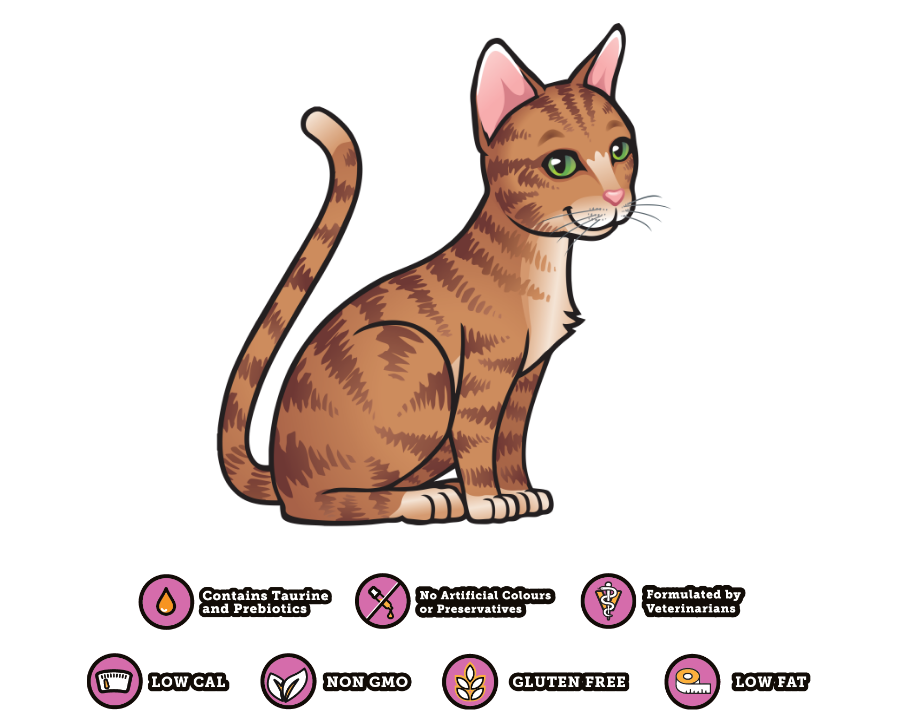 Contains Taurine
and Prebiotics
No Artificial Colours
or Preservatives
Formulated by
Veterinarians
LOW CAL
NON GMO
GLUTEN FREE
LOW FAT